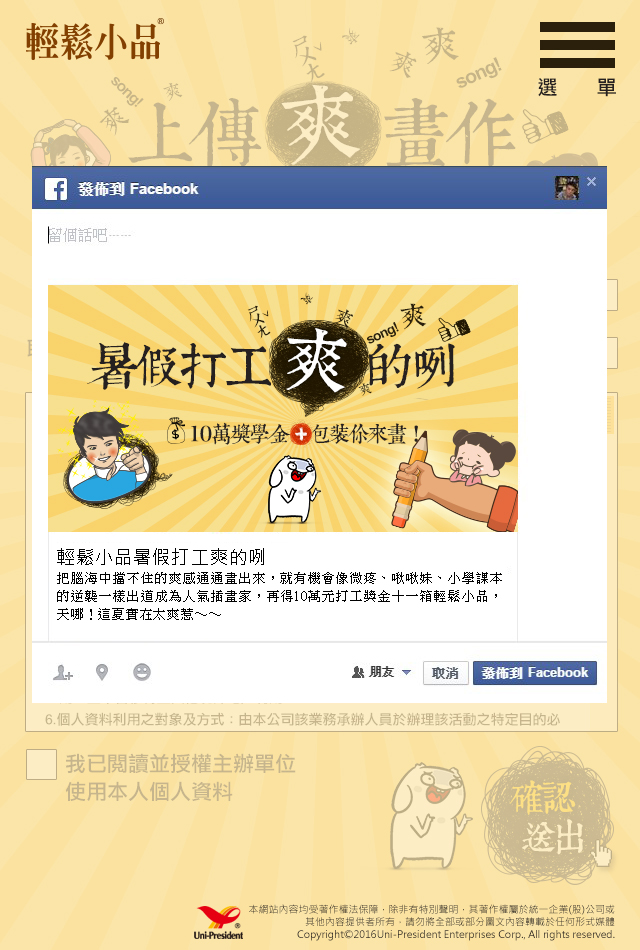 輕鬆小品®
選 單
song!
爽
爽
ㄕㄨㄤ
爽
爽
song!
上傳爽畫作
發佈到 Facebook
留個話吧⋯⋯
ㄕㄨㄤ
爽
song!
爽
暑假打工爽的咧
10萬獎學金+包裝你來畫!
輕鬆小品暑假打工爽的咧
把腦海中擋不住的爽感通通畫出來,就有機會像微疼、啾啾妹、小學課本
的逆襲一樣出道成為人氣插畫家,再得10萬元打工獎金十一箱輕鬆小品,
天哪!這夏實在太爽惹~~
朋友
取消
發佈到 Facebook
6.個人資料利用之對象及方式:由本公司該業務承辦人員於辦理該活動之特定目的必
我已閱讀並授權主辦單位
使用本人個人資料
確認
送出
Uni-President
本網站內容均受著作權法保障,除非有特別聲明,其著作權屬於統一企業(股)公司或
其他內容提供者所有,請勿將全部或部分圖文內容轉載於任何形式媒體
Copyright©2016Uni-President Enterprises Corp, All rights reserved.